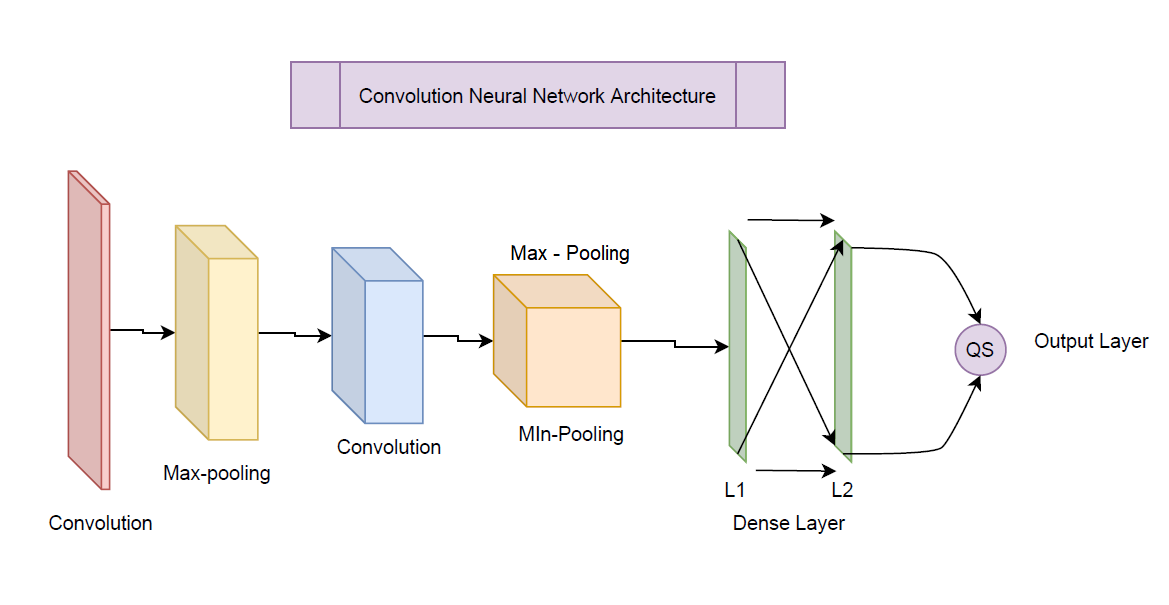 Convolution Neural Network Architecture
Convolution
Max-pooling
Convolution
Max - Pooling
MIn-Pooling
L1
L2
Dense Layer
QS
Output Layer